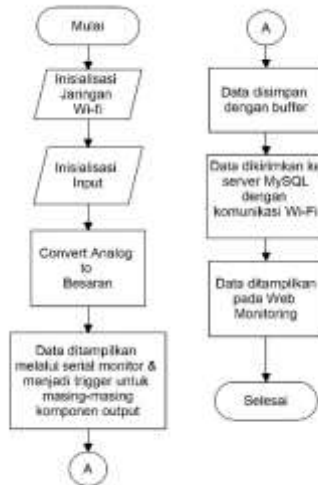 Mulai
Inisialisasi
Jaringan
Wi-fi
Inisialisasi
Input
Convert Analog
to
Besaran
Data ditampilkan
melalui serial monitor &
menjadi trigger untuk
masing-masing
komponen output
A
A
Data disimpan
dengan buffer
Data dikirimkan ke
server MySQL
dengan
komunikasi Wi-Fi
Data ditampilkan
pada Web
Monitoring
Selesai